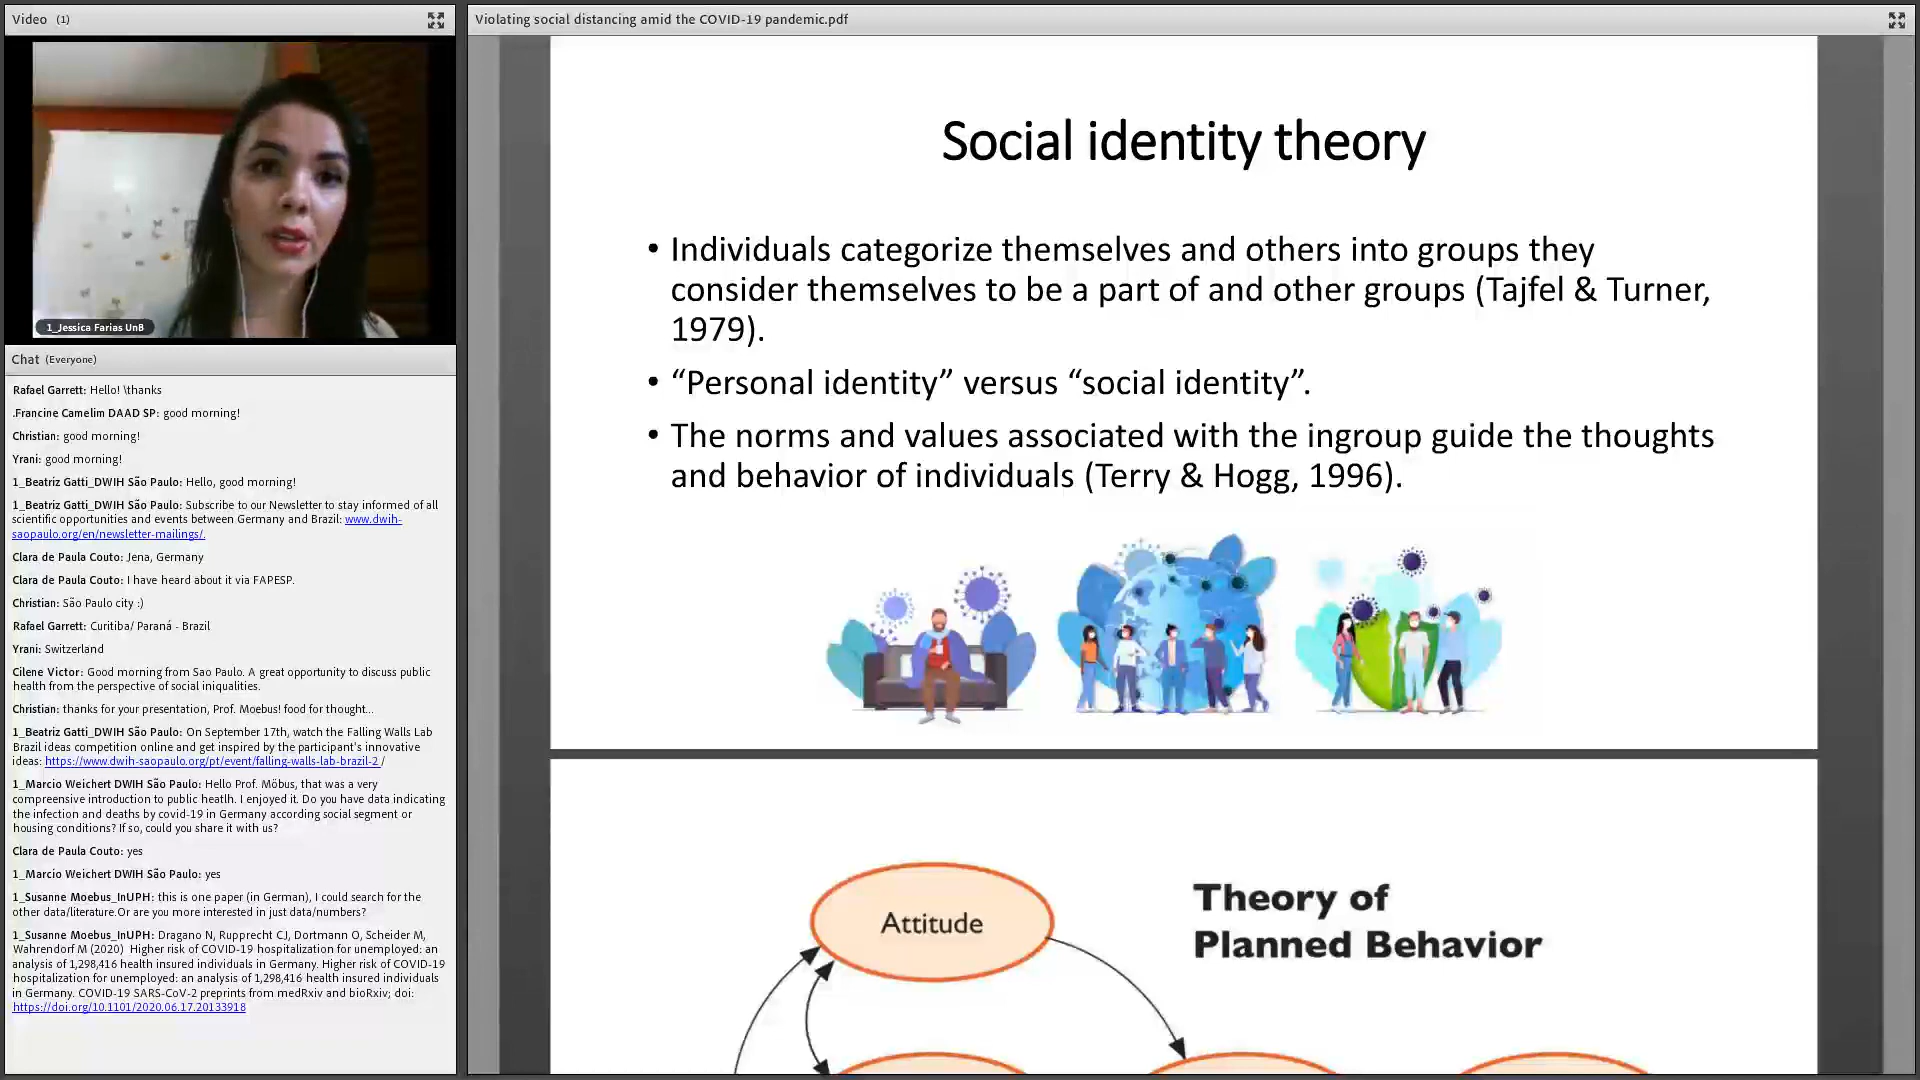 Video (1)
1_Jessica Farias UnB
Chat (Everyone)
Rafael Garrett: Hello! \thanks
.Francine Camelim DAAD SP: good morning!
Christian: good morning!
Yrani: good morning!
1_Beatriz Gatti_DWIH São Paulo: Hello, good morning!
1_Beatriz Gatti_DWIH São Paulo: Subscribe to our Newsletter to stay informed of all
scientific opportunities and events between Germany and Brazil: www.dwih-
saopaulo.org/en/newsletter-mailings/.
Clara de Paula Couto: Jena, Germany
Clara de Paula Couto: I have heard about it via FAPESP.
Christian: São Paulo city :)
Rafael Garrett: Curitiba/ Paraná - Brazil
Yrani: Switzerland
Cilene Victor: Good morning from Sao Paulo. A great opportunity to discuss public
health from the perspective of social iniqualities.
Christian: thanks for your presentation, Prof. Moebus! food for thought...
1_Beatriz Gatti_DWIH São Paulo: On September 17th, watch the Falling Walls Lab
Brazil ideas competition online and get inspired by the participant's innovative
ideas: https://www.dwih-saopaulo.org/pt/event/falling-walls-lab-brazil-2 /
1_Marcio Weichert DWIH São Paulo: Hello Prof. Möbus, that was a very
compreensive introduction to public heatlh. I enjoyed it. Do you have data indicating
the infection and deaths by covid-19 in Germany according social segment or
housing conditions? If so, could you share it with us?
Clara de Paula Couto: yes
1_Marcio Weichert DWIH São Paulo: yes
1_Susanne Moebus_InUPH: this is one paper (in German), I could search for the
other data/literature.Or are you more interested in just data/numbers?
1_Susanne Moebus_InUPH: Dragano N, Rupprecht CJ, Dortmann O, Scheider M,
Wahrendorf M (2020)  Higher risk of COVID-19 hospitalization for unemployed: an
analysis of 1,298,416 health insured individuals in Germany. Higher risk of COVID-19
hospitalization for unemployed: an analysis of 1,298,416 health insured individuals
in Germany. COVID-19 SARS-CoV-2 preprints from medRxiv and bioRxiv; doi:
https://doi.org/10.1101/2020.06.17.20133918
Violating social distancing amid the COVID-19 pandemic.pdf
Social identity theory
• Individuals categorize themselves and others into groups they
consider themselves to be a part of and other groups (Tajfel & Turner,
1979).
• “Personal identity” versus “social identity”.
• The norms and values associated with the ingroup guide the thoughts
and behavior of individuals (Terry & Hogg, 1996).
Attitude
Theory of
Planned Behavior